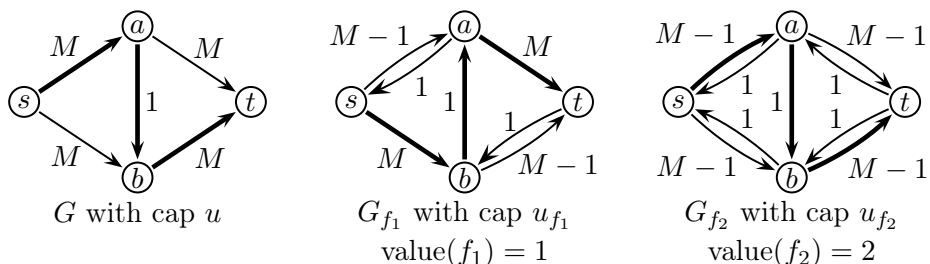 a
M
M
s
1
t
M
M
b
G with cap u
a
M − 1
M
1
s
1
t
1
M
M − 1
b
G_{f_1} with cap u_{f_1}
value(f_1) = 1
a
M − 1
M − 1
1
1
s
1
t
1
1
M − 1
M − 1
b
G_{f_2} with cap u_{f_2}
value(f_2) = 2